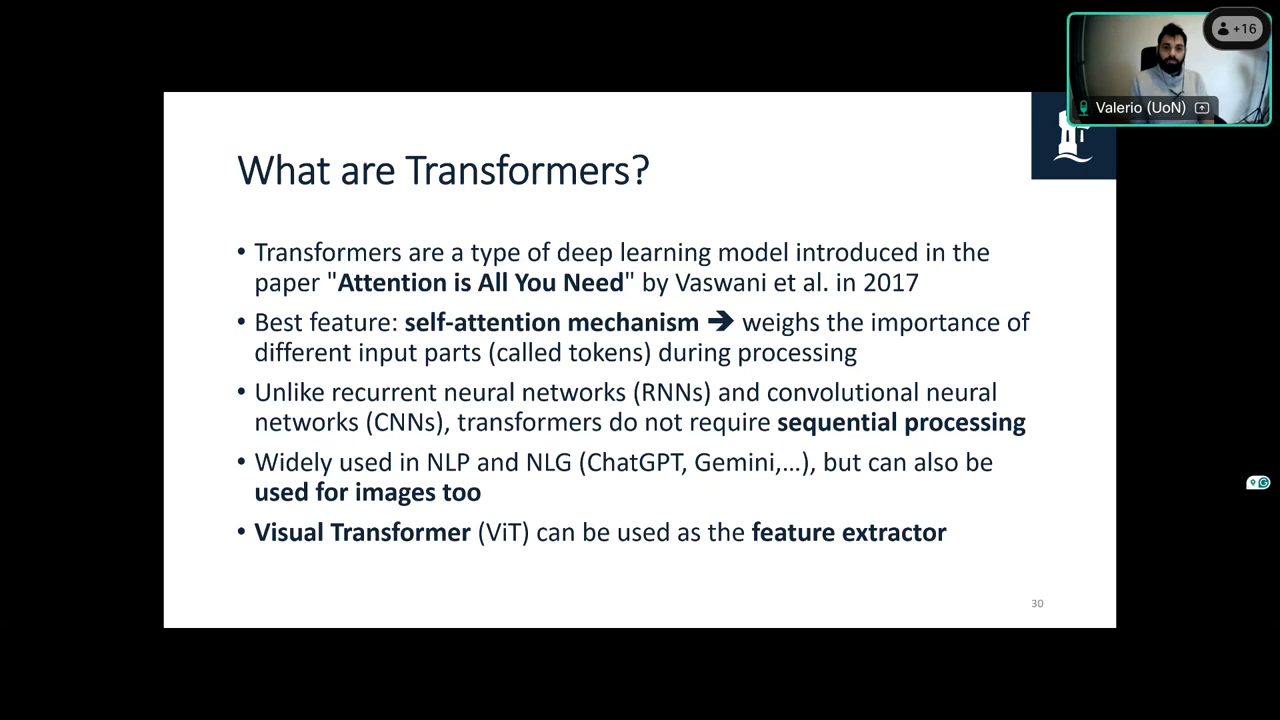 +16
Valerio (UoN)
What are Transformers?
• Transformers are a type of deep learning model introduced in the
paper "Attention is All You Need" by Vaswani et al. in 2017
• Best feature: self-attention mechanism ➔ weighs the importance of
different input parts (called tokens) during processing
• Unlike recurrent neural networks (RNNs) and convolutional neural
networks (CNNs), transformers do not require sequential processing
• Widely used in NLP and NLG (ChatGPT, Gemini,...), but can also be
used for images too
• Visual Transformer (ViT) can be used as the feature extractor
30